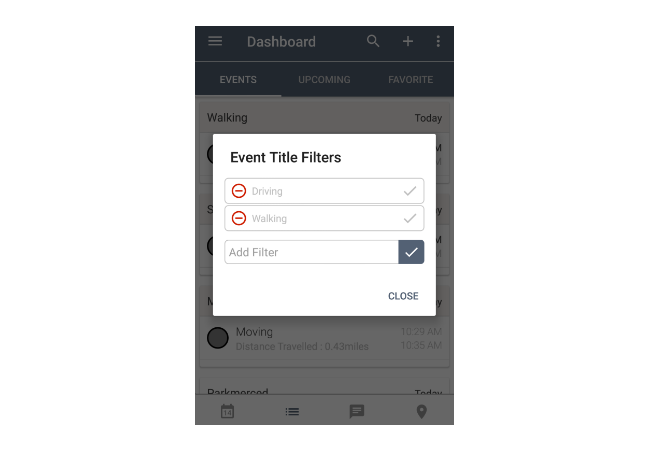 Dashboard
EVENTS UPCOMING FAVORITE
Walking Today
M
M
Event Title Filters
Driving
Walking
S y
M
M
Add Filter
CLOSE
M y
Moving 10:29 AM
Distance Travelled : 0.43miles 10:35 AM
Parkmerced Today
14